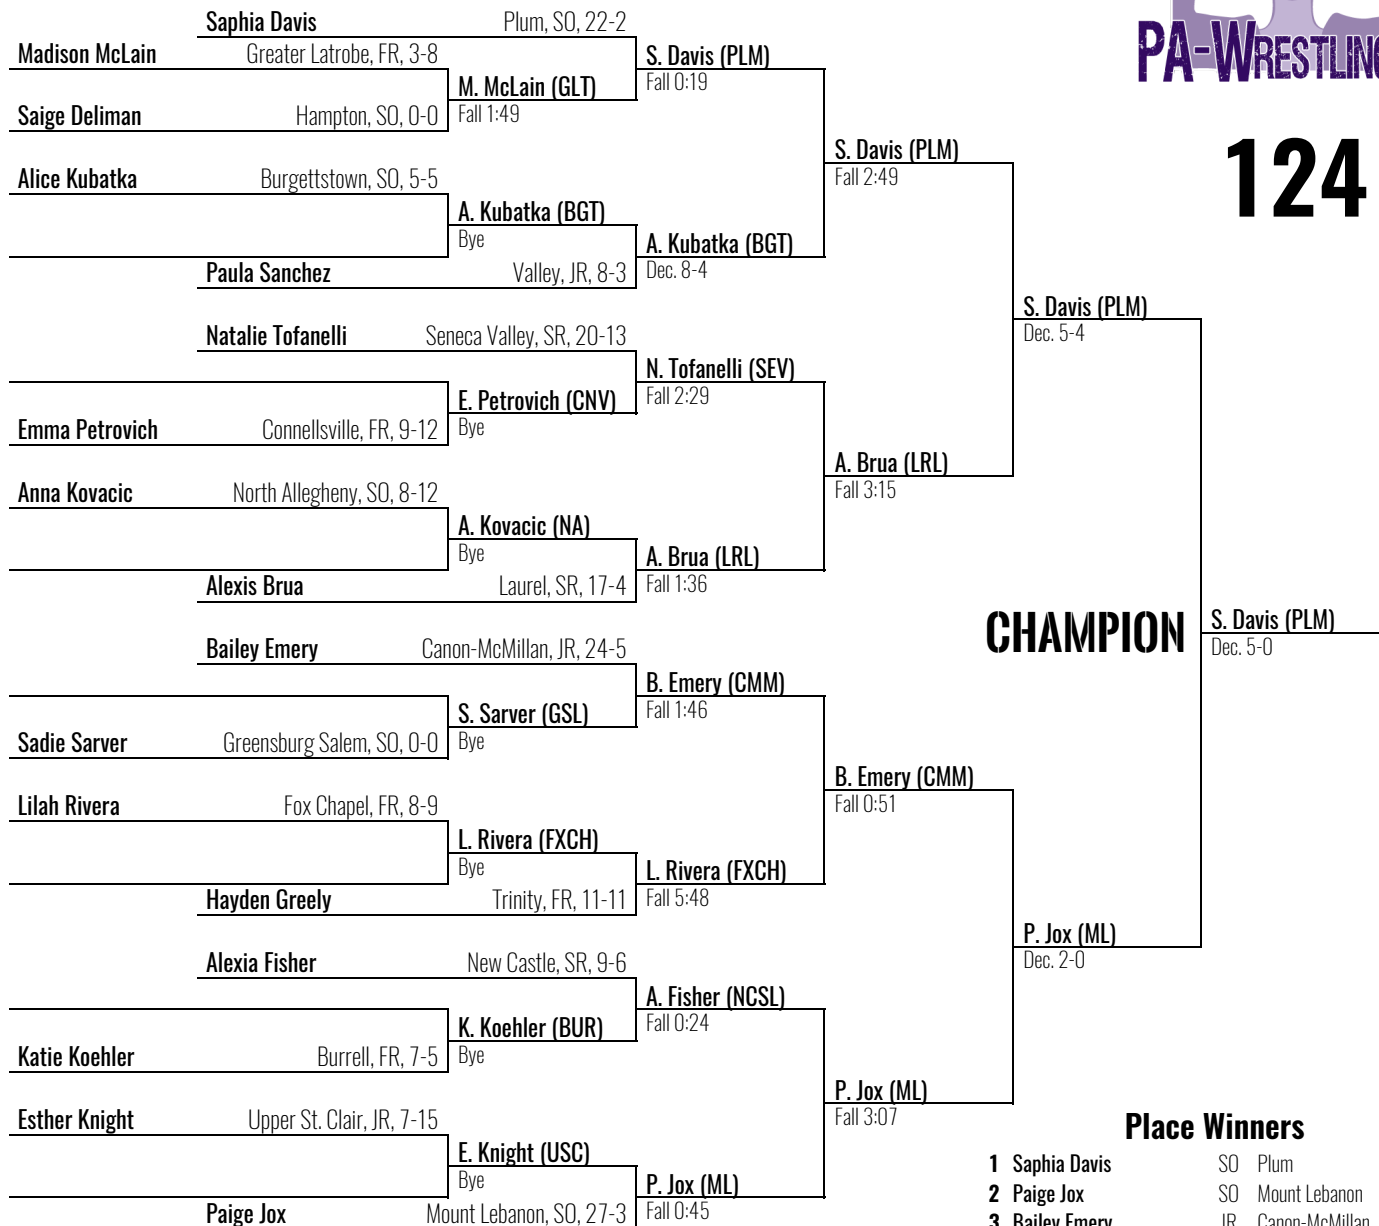 Saphia Davis Plum, SO, 22-2
Madison McLain Greater Latrobe, FR, 3-8
S. Davis (PLM)
Fall 0:19
M. McLain (GLT)
Fall 1:49
Saige Deliman Hampton, SO, 0-0
PA-WRESTLING
124
S. Davis (PLM)
Fall 2:49
Alice Kubatka Burgettstown, SO, 5-5
A. Kubatka (BGT)
Bye
A. Kubatka (BGT)
Dec. 8-4
Paula Sanchez Valley, JR, 8-3
S. Davis (PLM)
Dec. 5-4
Natalie Tofanelli Seneca Valley, SR, 20-13
N. Tofanelli (SEV)
Fall 2:29
E. Petrovich (CNV)
Bye
Emma Petrovich Connellsville, FR, 9-12
A. Brua (LRL)
Fall 3:15
Anna Kovacic North Allegheny, SO, 8-12
A. Kovacic (NA)
Bye
A. Brua (LRL)
Fall 1:36
Alexis Brua Laurel, SR, 17-4
CHAMPION
S. Davis (PLM)
Dec. 5-0
Bailey Emery Canon-McMillan, JR, 24-5
B. Emery (CMM)
Fall 1:46
S. Sarver (GSL)
Bye
Sadie Sarver Greensburg Salem, SO, 0-0
B. Emery (CMM)
Fall 0:51
Lilah Rivera Fox Chapel, FR, 8-9
L. Rivera (FXCH)
Bye
L. Rivera (FXCH)
Fall 5:48
Hayden Greely Trinity, FR, 11-11
P. Jox (ML)
Dec. 2-0
Alexia Fisher New Castle, SR, 9-6
A. Fisher (NCSL)
Fall 0:24
K. Koehler (BUR)
Bye
Katie Koehler Burrell, FR, 7-5
P. Jox (ML)
Fall 3:07
Esther Knight Upper St. Clair, JR, 7-15
E. Knight (USC)
Bye
P. Jox (ML)
Fall 0:45
Paige Jox Mount Lebanon, SO, 27-3
Place Winners
1 Saphia Davis SO Plum
2 Paige Jox SO Mount Lebanon
3 Bailey Emery JR Canon-McMillan